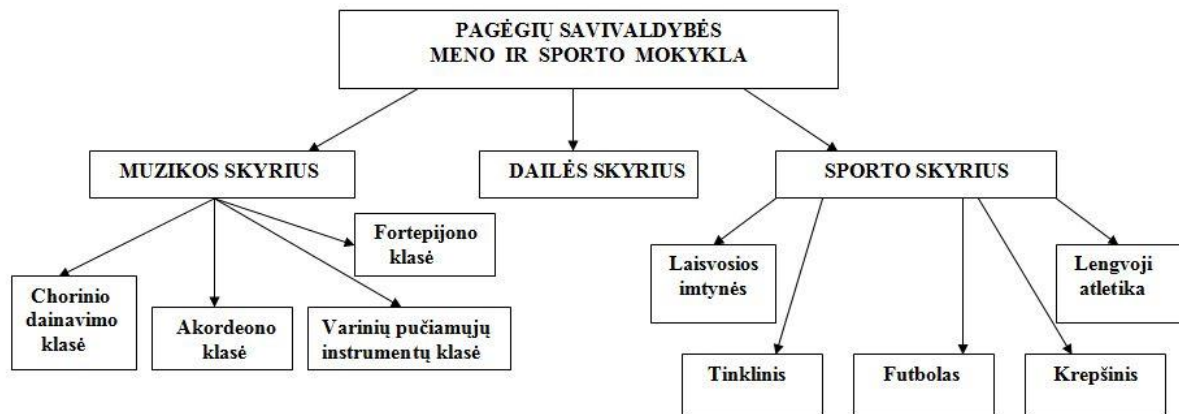 PAGĖGIŲ SAVIVALDYBĖS
MENO IR SPORTO MOKYKLA
MUZIKOS SKYRIUS
DAILĖS SKYRIUS
SPORTO SKYRIUS
Fortepijono
klasė
Chorinio
dainavimo
klasė
Akordeono
klasė
Varinių pučiamųjų
instrumentų klasė
Laisvosios
imtynės
Lengvoji
atletika
Tinklinis
Futbolas
Krepšinis